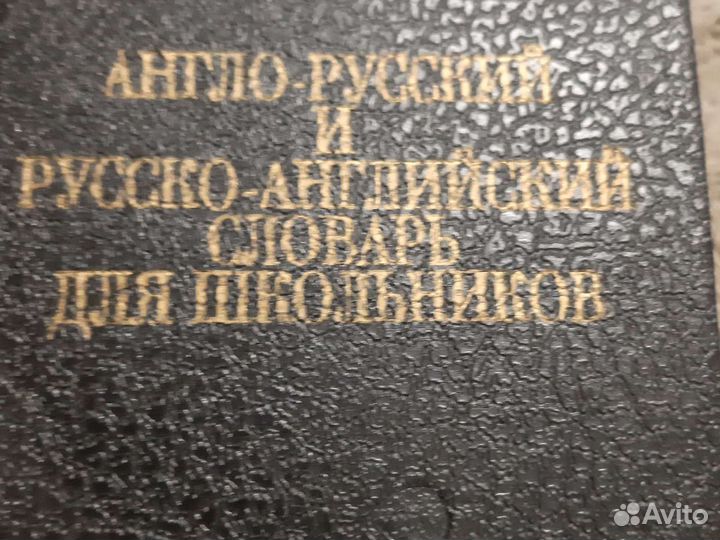 АНГЛО-РУССКИЙ
И
РУССКО-АНГЛИЙСКИЙ
СЛОВАРЬ
ДЛЯ ШКОЛЬНИКОВ
Avito